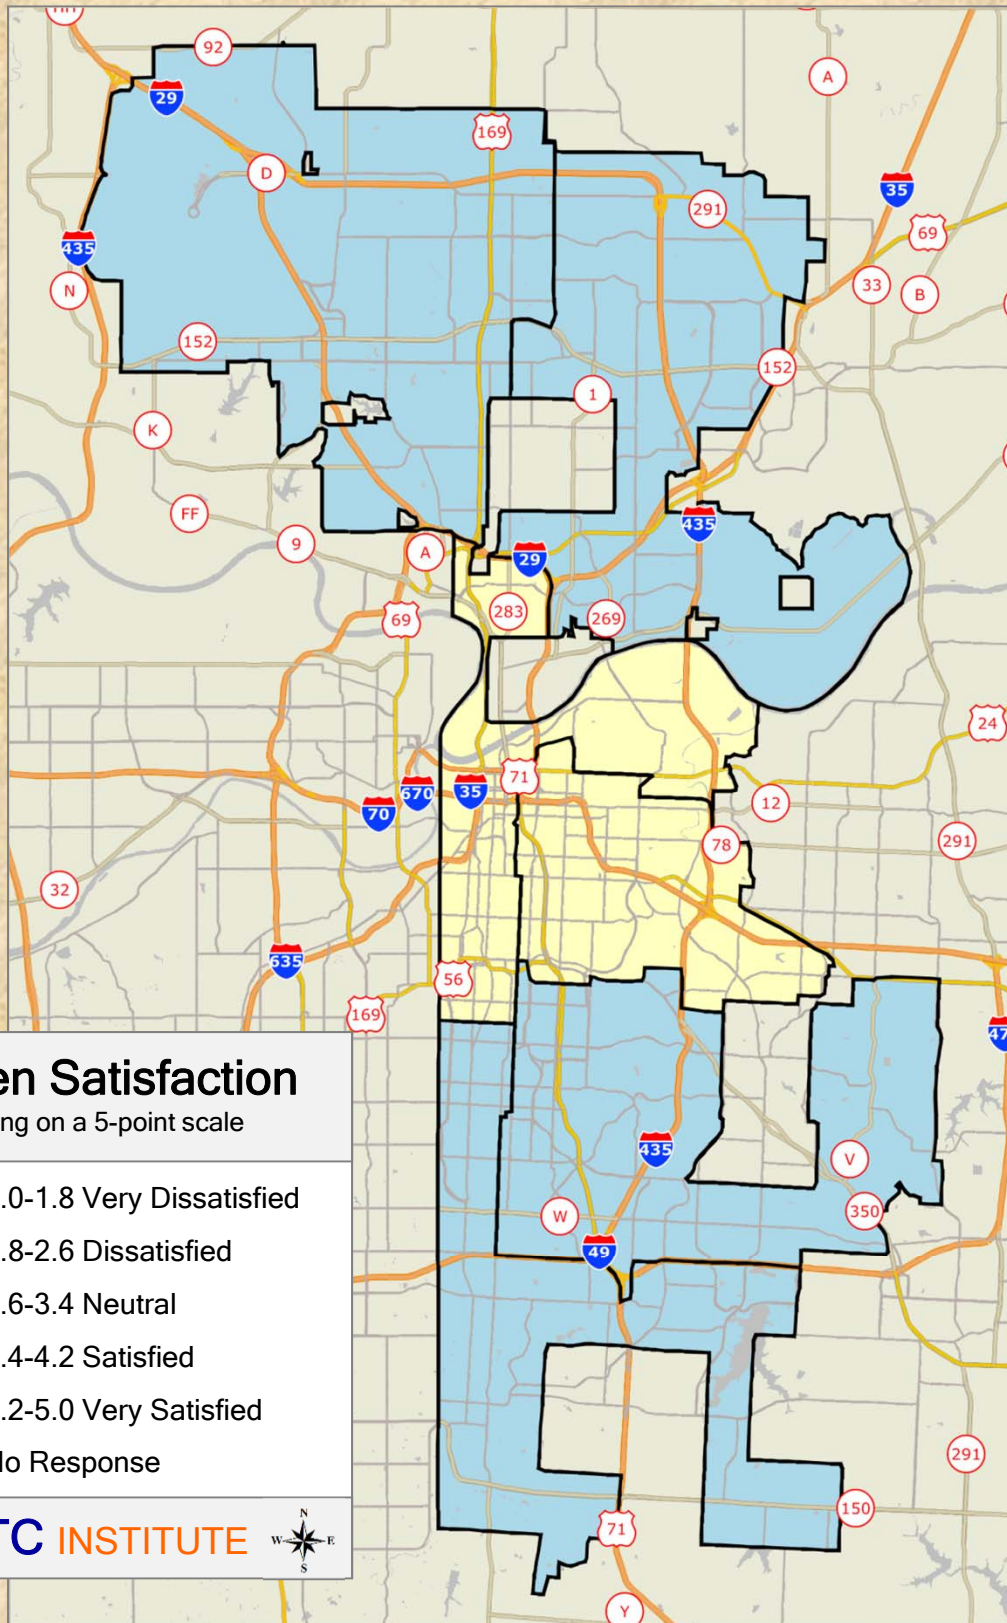 92
A
29
169
D
35
291
69
435
33
N
B
152
152
1
K
FF
435
9
A
29
283
269
69
24
71
670
35
70
12
78
291
32
635
56
169
47
en Satisfaction
ng on a 5-point scale
435
V
.0-1.8 Very Dissatisfied
350
W
.8-2.6 Dissatisfied
49
.6-3.4 Neutral
.4-4.2 Satisfied
.2-5.0 Very Satisfied
291
o Response
150
N
TC INSTITUTE
W E
71
S
Y